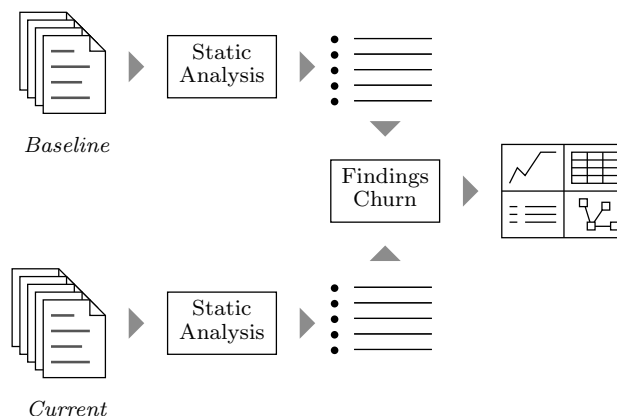 Static
Analysis
Baseline
Findings
Churn
Static
Analysis
Current